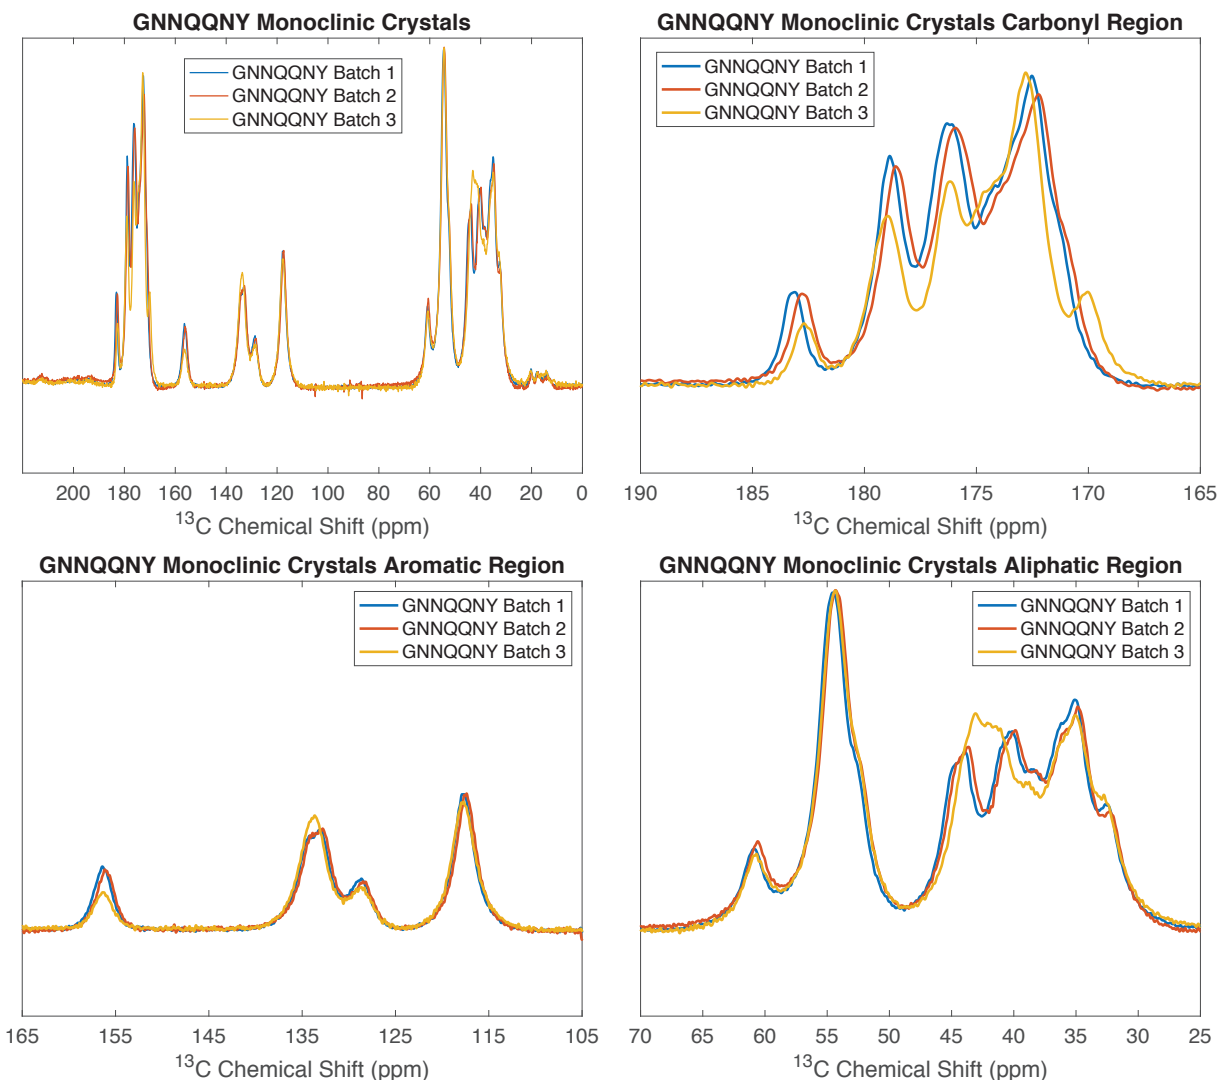 GNNQQNY Monoclinic Crystals
GNNQQNY Batch 1
GNNQQNY Batch 2
GNNQQNY Batch 3
200 180 160 140 120 100 80 60 40 20 0
13C Chemical Shift (ppm)
GNNQQNY Monoclinic Crystals Carbonyl Region
GNNQQNY Batch 1
GNNQQNY Batch 2
GNNQQNY Batch 3
190 185 180 175 170 165
13C Chemical Shift (ppm)
GNNQQNY Monoclinic Crystals Aromatic Region
GNNQQNY Batch 1
GNNQQNY Batch 2
GNNQQNY Batch 3
165 155 145 135 125 115 105
13C Chemical Shift (ppm)
GNNQQNY Monoclinic Crystals Aliphatic Region
GNNQQNY Batch 1
GNNQQNY Batch 2
GNNQQNY Batch 3
70 65 60 55 50 45 40 35 30 25
13C Chemical Shift (ppm)